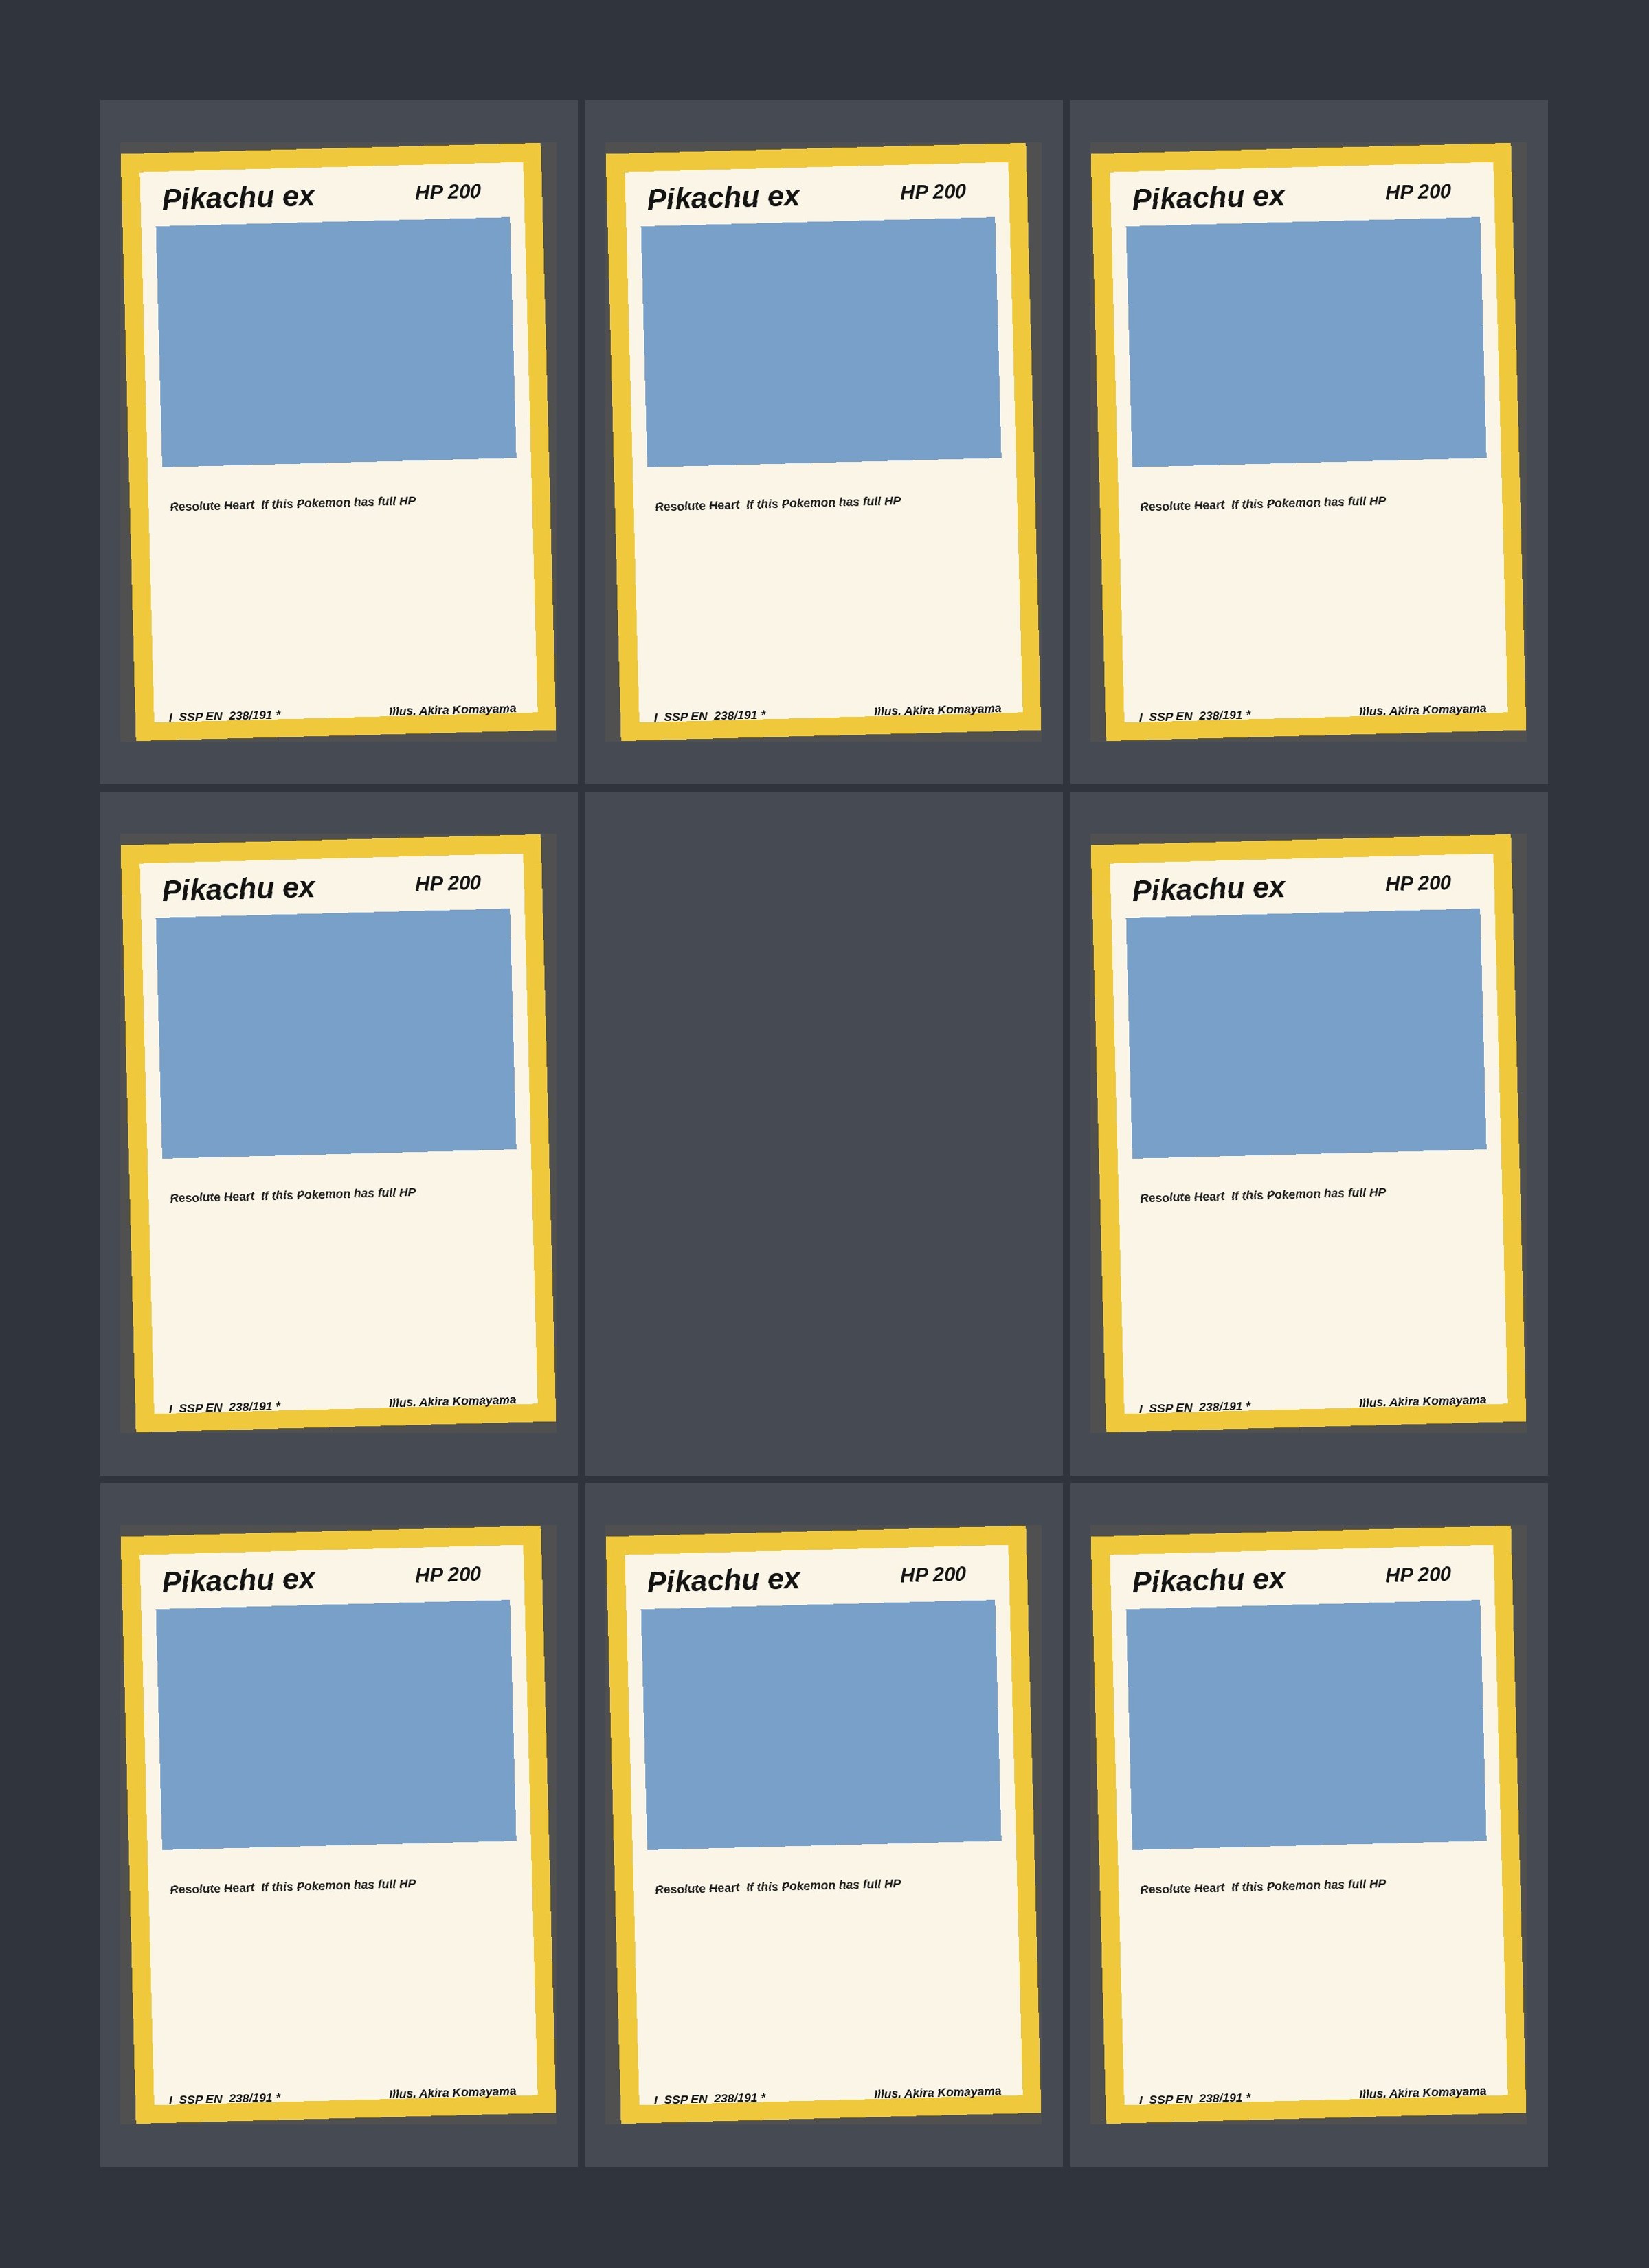 Pikachu ex HP 200
Resolute Heart If this Pokemon has full HP
I SSP EN 238/191 * Illus. Akira Komayama
Pikachu ex HP 200
Resolute Heart If this Pokemon has full HP
I SSP EN 238/191 * Illus. Akira Komayama
Pikachu ex HP 200
Resolute Heart If this Pokemon has full HP
I SSP EN 238/191 * Illus. Akira Komayama
Pikachu ex HP 200
Resolute Heart If this Pokemon has full HP
I SSP EN 238/191 * Illus. Akira Komayama
Pikachu ex HP 200
Resolute Heart If this Pokemon has full HP
I SSP EN 238/191 * Illus. Akira Komayama
Pikachu ex HP 200
Resolute Heart If this Pokemon has full HP
I SSP EN 238/191 * Illus. Akira Komayama
Pikachu ex HP 200
Resolute Heart If this Pokemon has full HP
I SSP EN 238/191 * Illus. Akira Komayama
Pikachu ex HP 200
Resolute Heart If this Pokemon has full HP
I SSP EN 238/191 * Illus. Akira Komayama